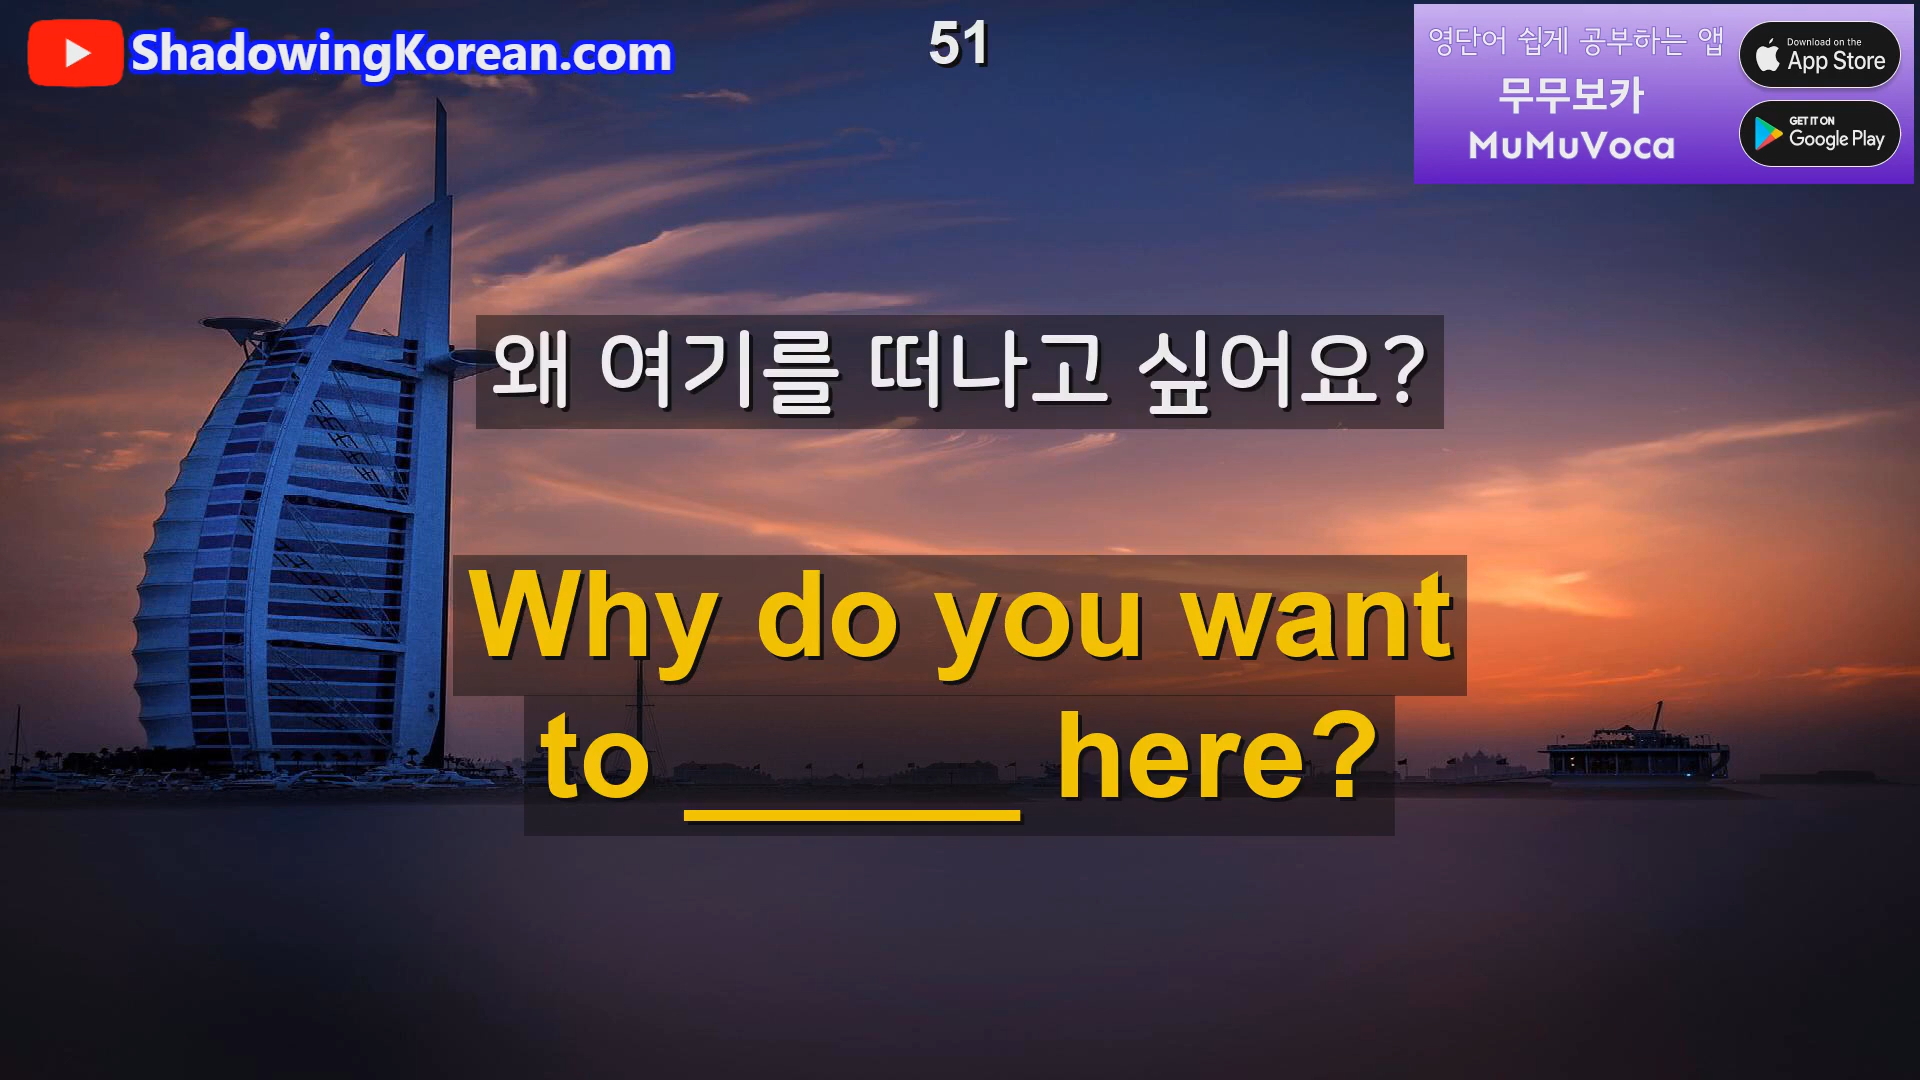 ShadowingKorean.com
51
영단어 쉽게 공부하는 앱
무무보카
MuMuVoca
Download on the
App Store
GET IT ON
Google Play
왜 여기를 떠나고 싶어요?
Why do you want
to ______ here?